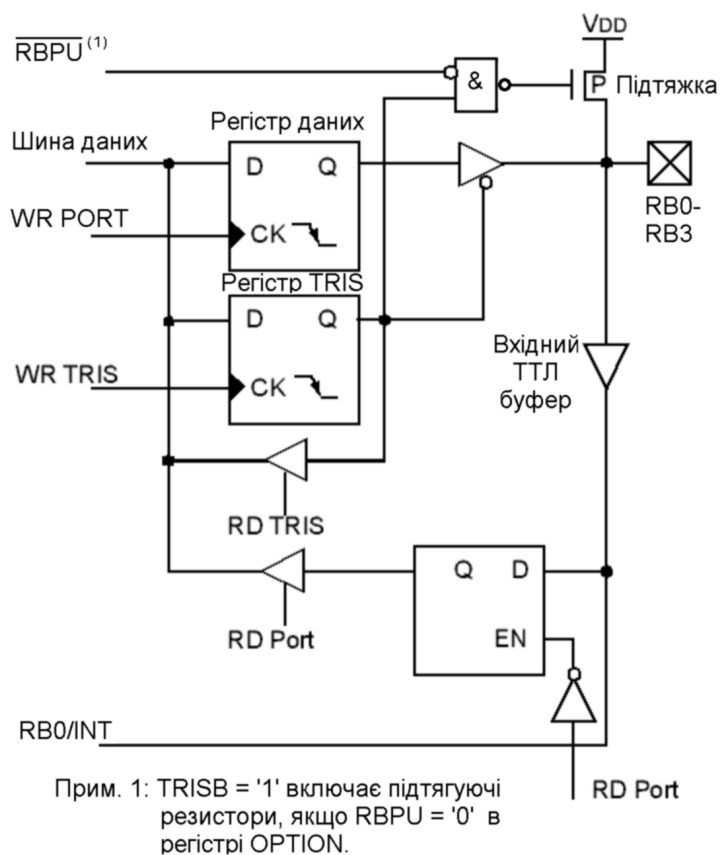 RBPU (1)
VDD
&
P
Підтяжка
Регістр даних
Шина даних
D Q
WR PORT
CK
RB0-
RB3
Регістр TRIS
D Q
WR TRIS
CK
Вхідний
ТТЛ
буфер
RD TRIS
Q D
RD Port
EN
RB0/INT
RD Port
Прим. 1: TRISB = '1' включає підтягуючі
резистори, якщо RBPU = '0' в
регістрі OPTION.